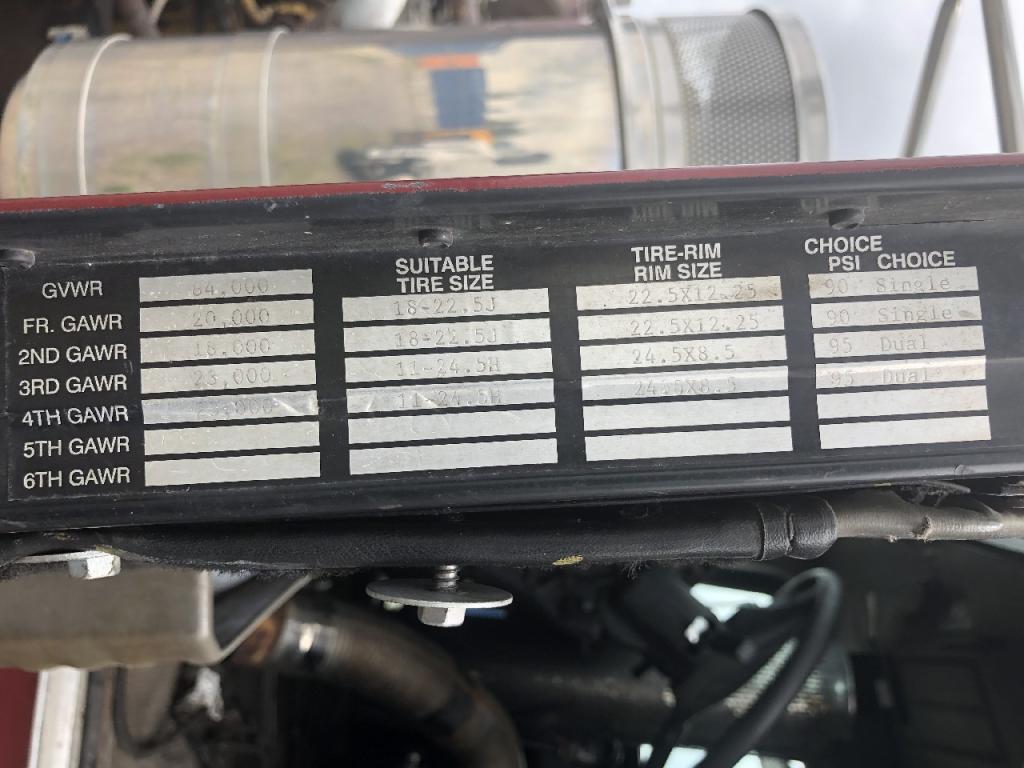 SUITABLE TIRE-RIM CHOICE
TIRE SIZE RIM SIZE PSI CHOICE
GVWR 84,000
FR. GAWR 20,000 18-22.5J 22.5X12.25 90 Single
2ND GAWR 18,000 18-22.5J 22.5X12.25 90 Single
3RD GAWR 23,000 11-24.5H 24.5X8.5 95 Dual
4TH GAWR 11-24.5H 24.5X8.5 95 Dual
5TH GAWR
6TH GAWR